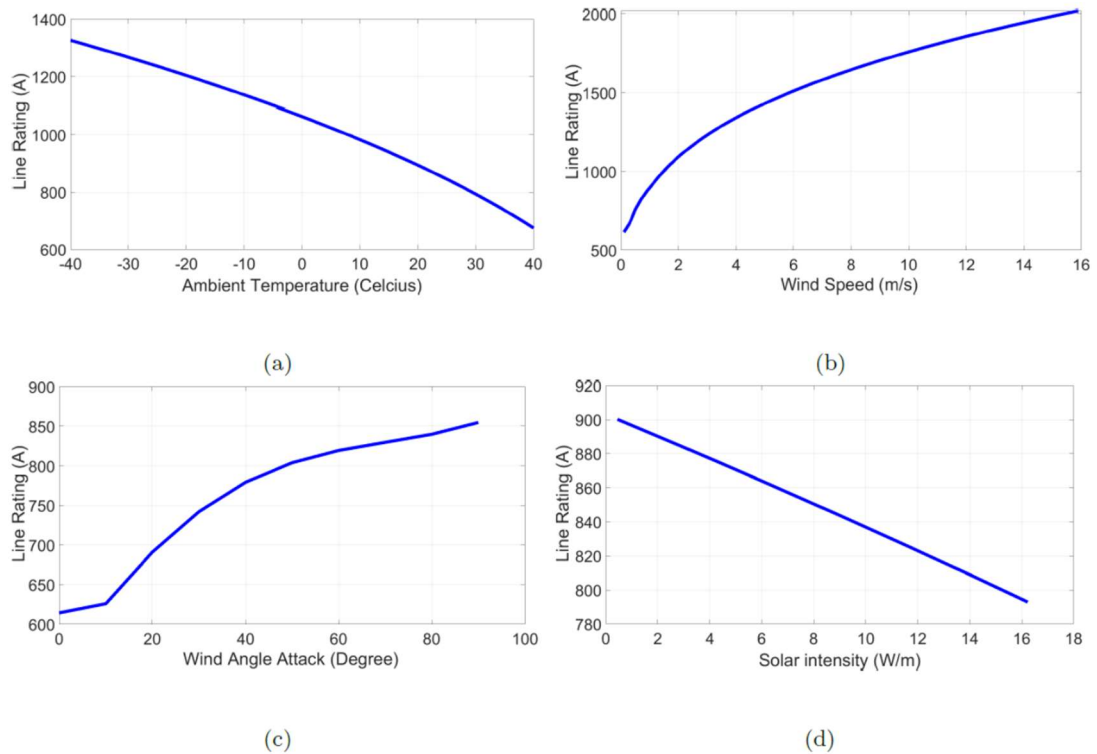 1400
1200
1000
800
600
Line Rating (A)
-40 -30 -20 -10 0 10 20 30 40
Ambient Temperature (Celcius)
(a)
2000
1500
1000
500
Line Rating (A)
0 2 4 6 8 10 12 14 16
Wind Speed (m/s)
(b)
900
850
800
750
700
650
600
Line Rating (A)
0 20 40 60 80 100
Wind Angle Attack (Degree)
(c)
920
900
880
860
840
820
800
780
Line Rating (A)
0 2 4 6 8 10 12 14 16 18
Solar intensity (W/m)
(d)